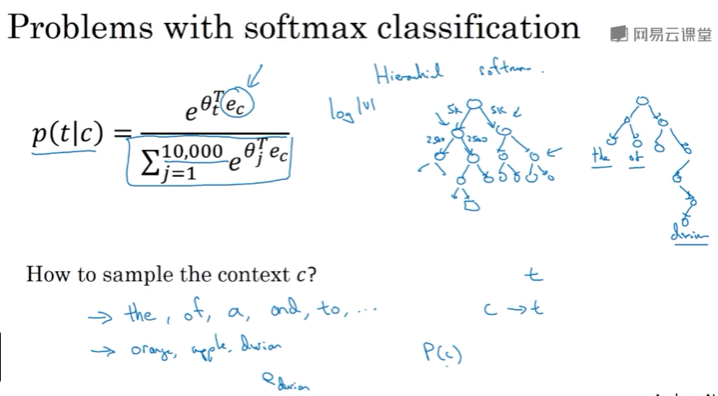 Problems with softmax classification
网易云课堂
Hierarchical softmax.
log |V|
5k 5k
2500 2500
p(t|c) = e^{θ_t^T e_c} / Σ_{j=1}^{10,000} e^{θ_j^T e_c}
the of
durian
How to sample the context c?
t
→ the, of, a, and, to, ...
c → t
→ orange, apple, durian
P(c)
e_durian